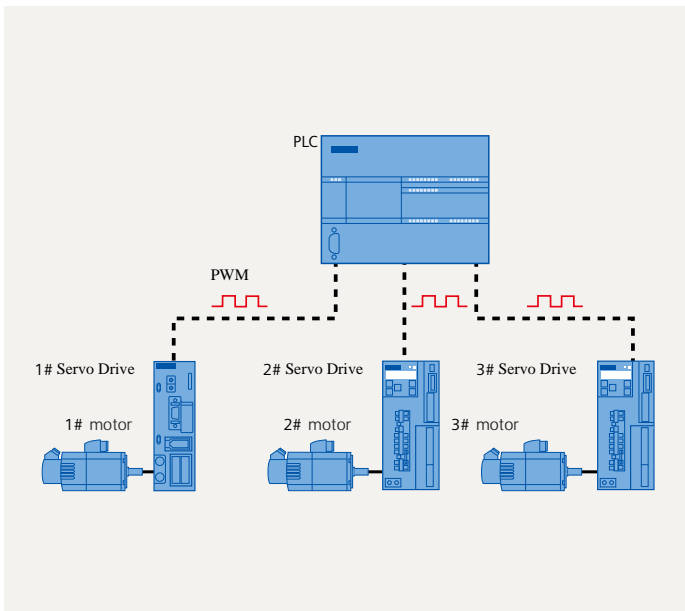 PLC
PWM
1# Servo Drive
2# Servo Drive
3# Servo Drive
1# motor
2# motor
3# motor